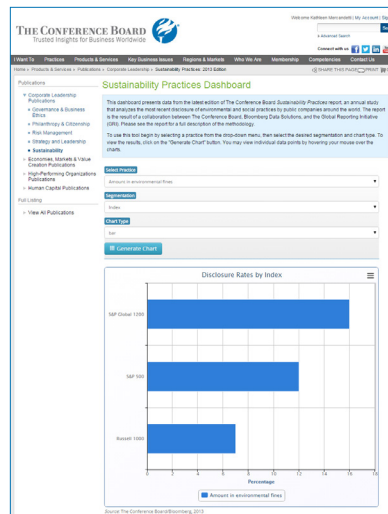 Welcome Kathleen
My Account
THE CONFERENCE BOARD
Trusted Insights for Business Worldwide
Advanced Search
Connect with us
I Want To Practices Products & Services Key Business Issues Regions & Markets Who We Are Membership Competencies Contact Us
Home » Products & Services » Publications » Corporate Leadership » Sustainability Practices: 2013 Edition
SHARE THIS PAGE PRINT
Publications
Corporate Leadership Publications
Governance & Business Ethics
Philanthropy & Citizenship
Risk Management
Strategy and Leadership
Sustainability
Economies, Markets & Value Creation Publications
High-Performing Organizations Publications
Human Capital Publications
Full Listing
View All Publications
Sustainability Practices Dashboard
This dashboard presents data from the latest edition of The Conference Board Sustainability Practices report, an annual study
that analyzes the most recent disclosure of environmental and social practices by public companies around the world. The report
is the result of a collaboration between The Conference Board, Bloomberg Data Solutions, and the Global Reporting Initiative
(GRI). Please see the report for a full description of the methodology.
To use this tool begin by selecting a practice from the drop-down menu, then select the desired segmentation and chart type. To
view the results, click on the "Generate Chart" button. You may view individual data points by hovering your mouse over the
charts.
Select Practice
Amount in environmental fines
Segmentation
Index
Chart Type
bar
Generate Chart
Disclosure Rates by Index
S&P Global 1200
S&P 500
Russell 1000
0 2 4 6 8 10 12 14 16 18
Percentage
Amount in environmental fines
Source: The Conference Board/Bloomberg, 2013